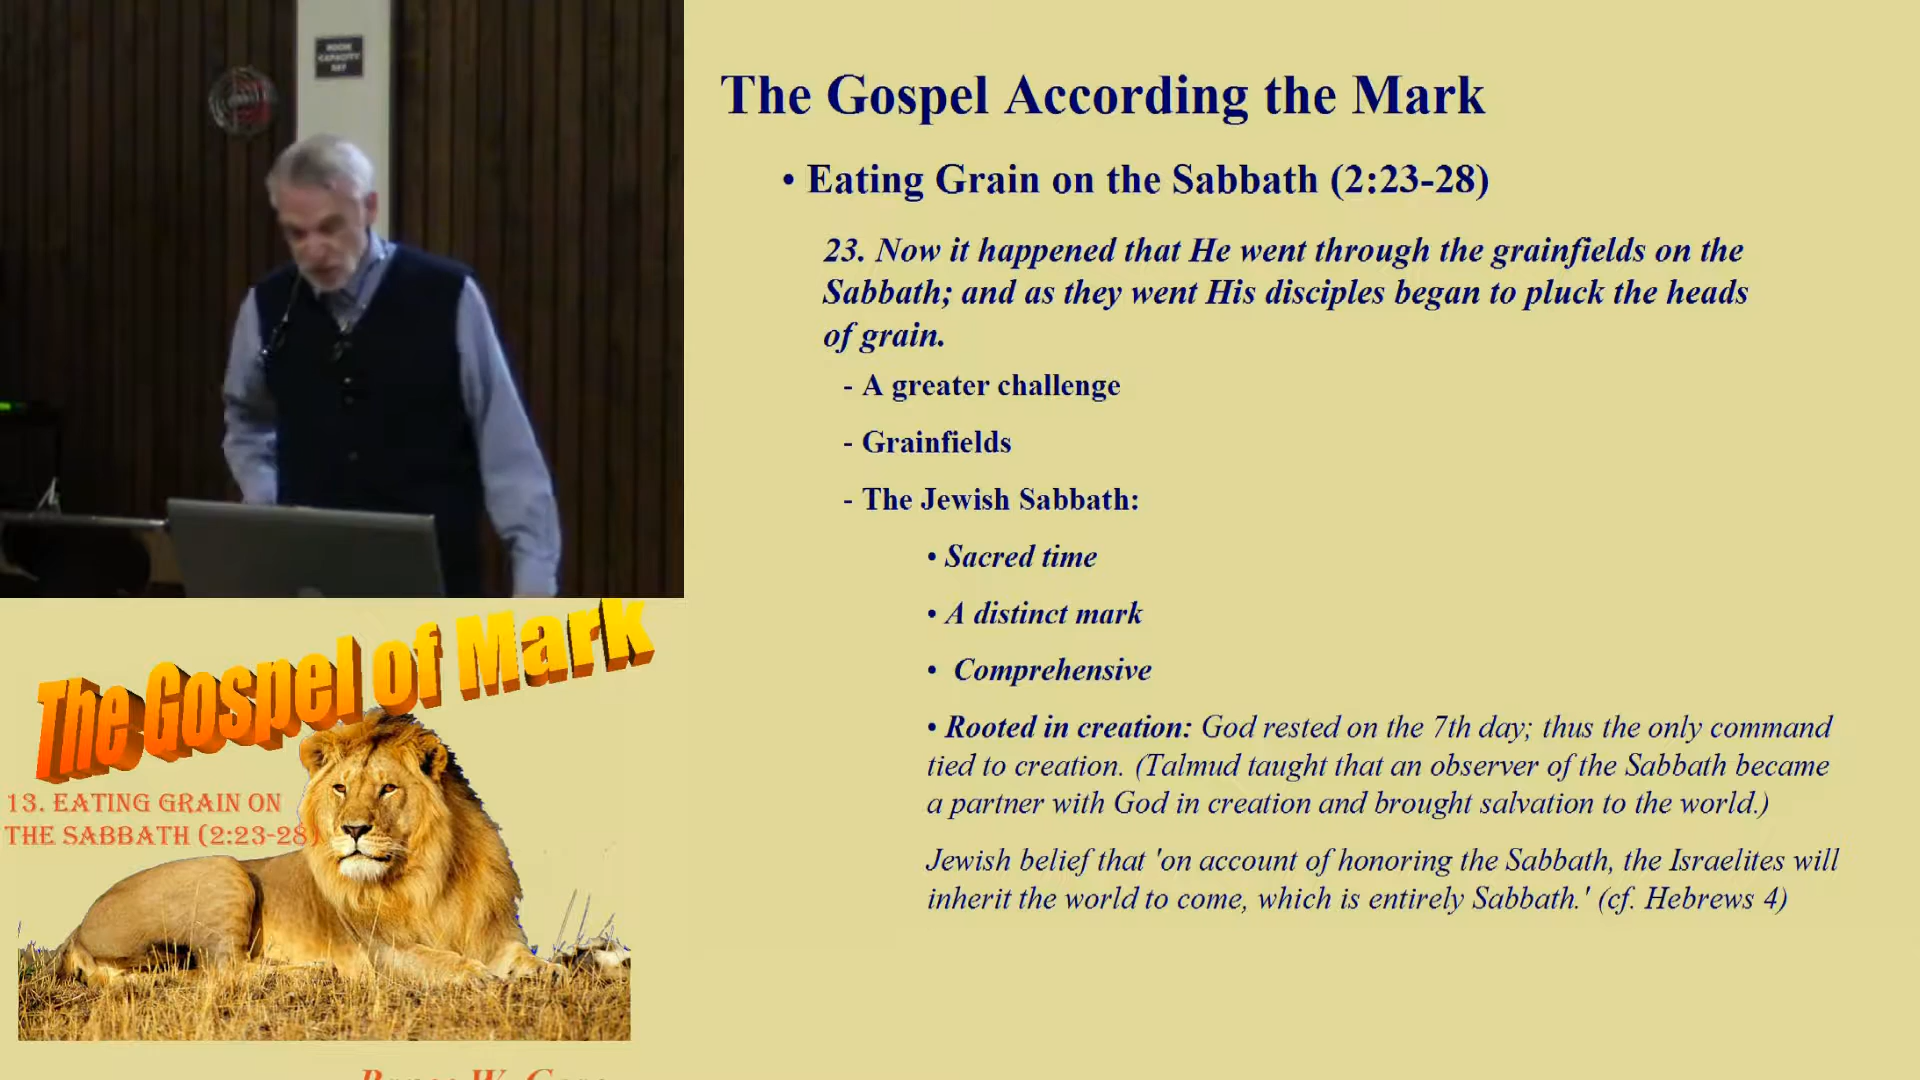 ROOM
CAPACITY
The Gospel According the Mark
• Eating Grain on the Sabbath (2:23-28)
23. Now it happened that He went through the grainfields on the
Sabbath; and as they went His disciples began to pluck the heads
of grain.
- A greater challenge
- Grainfields
- The Jewish Sabbath:
• Sacred time
• A distinct mark
• Comprehensive
• Rooted in creation: God rested on the 7th day; thus the only command
tied to creation. (Talmud taught that an observer of the Sabbath became
a partner with God in creation and brought salvation to the world.)
Jewish belief that 'on account of honoring the Sabbath, the Israelites will
inherit the world to come, which is entirely Sabbath.' (cf. Hebrews 4)
The Gospel of Mark
13. EATING GRAIN ON
THE SABBATH (2:23-28)